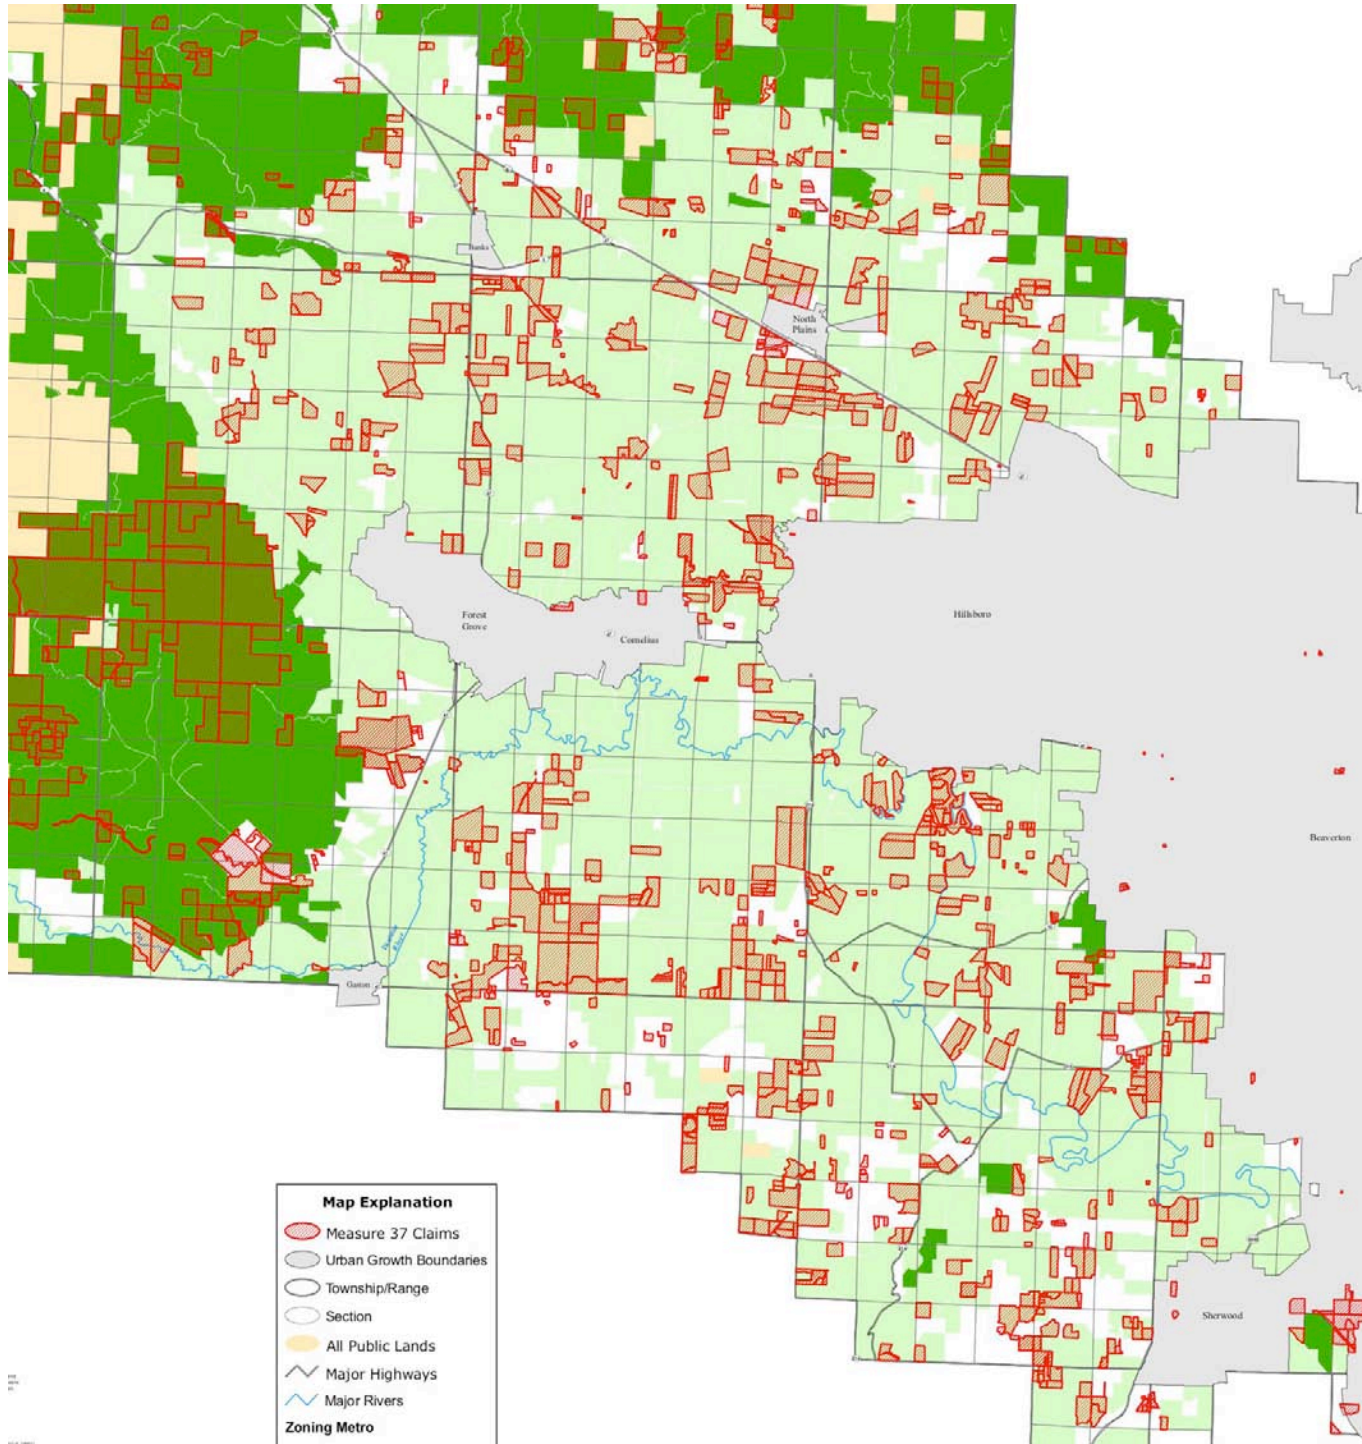 Banks
North
Plains
Forest
Grove
Cornelius
Hillsboro
Beaverton
Gaston
Sherwood
Map Explanation
Measure 37 Claims
Urban Growth Boundaries
Township/Range
Section
All Public Lands
Major Highways
Major Rivers
Zoning Metro